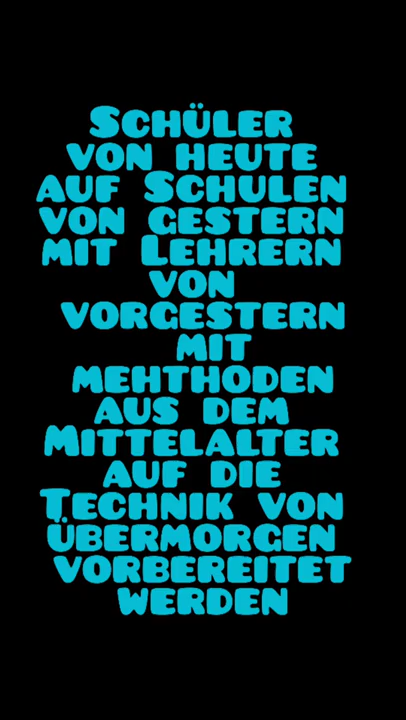 Schüler
von heute
auf Schulen
von gestern
mit Lehrern
von
vorgestern
mit
mehthoden
aus dem
Mittelalter
auf die
Technik von
übermorgen
vorbereitet
werden